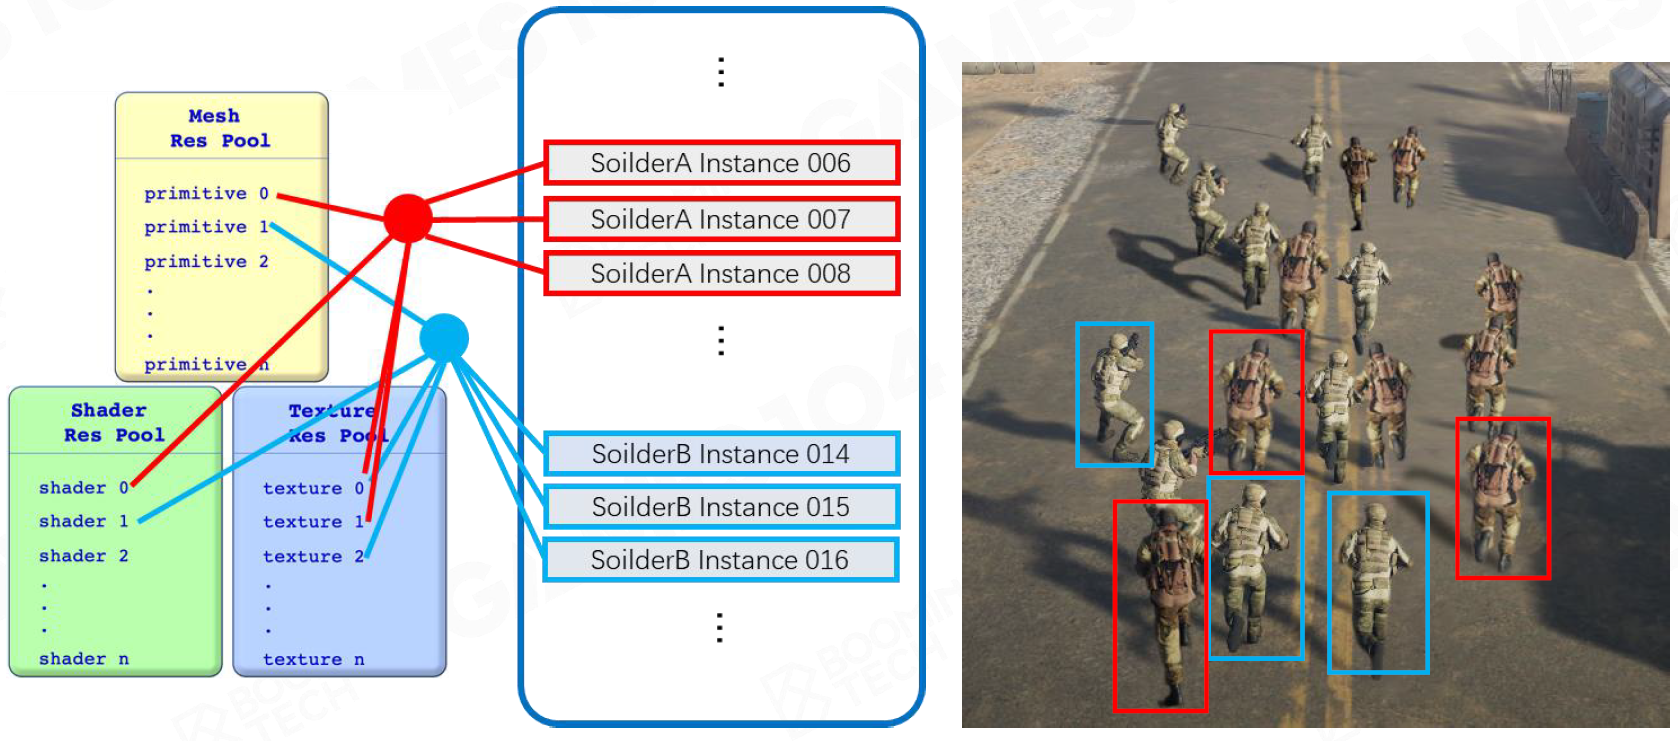 Mesh
Res Pool
primitive 0
primitive 1
primitive 2
.
.
.
primitive n
Shader
Res Pool
shader 0
shader 1
shader 2
.
.
.
shader n
Texture
Res Pool
texture 0
texture 1
texture 2
.
.
.
texture n
⋮
SoilderA Instance 006
SoilderA Instance 007
SoilderA Instance 008
⋮
SoilderB Instance 014
SoilderB Instance 015
SoilderB Instance 016
⋮
BOOMING
TECH